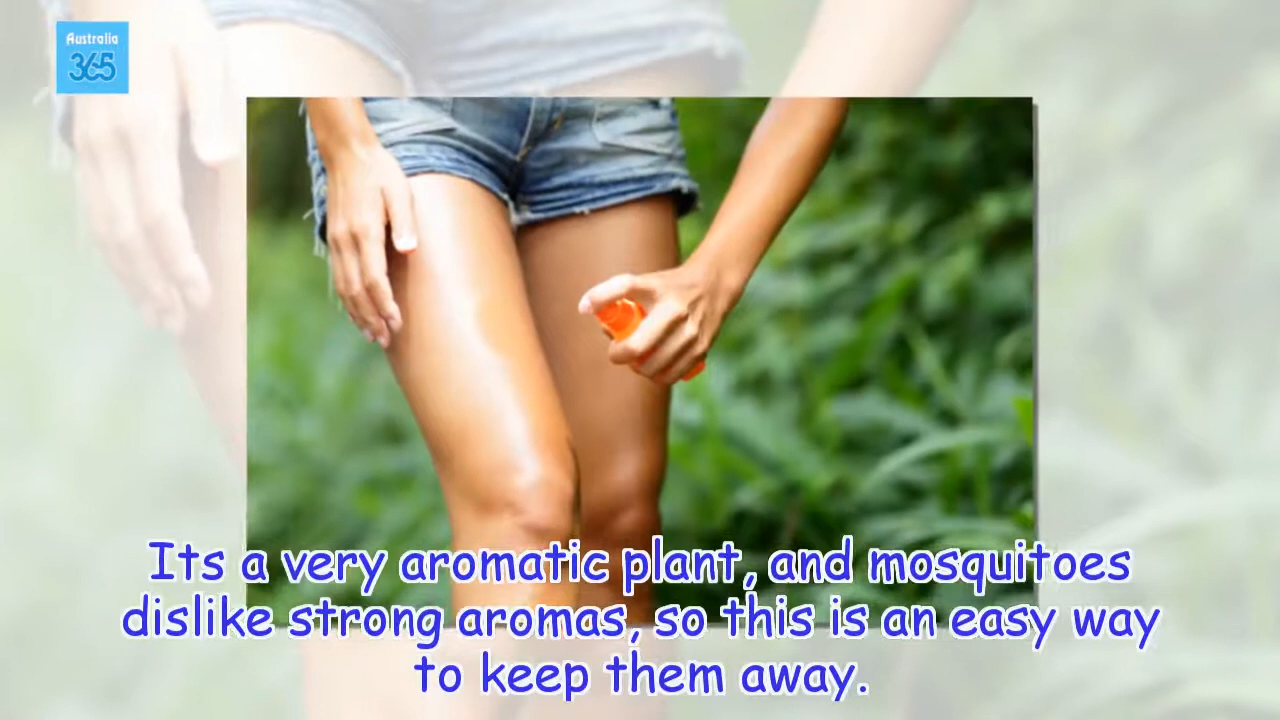 Australia
365
Its a very aromatic plant, and mosquitoes
dislike strong aromas, so this is an easy way
to keep them away.